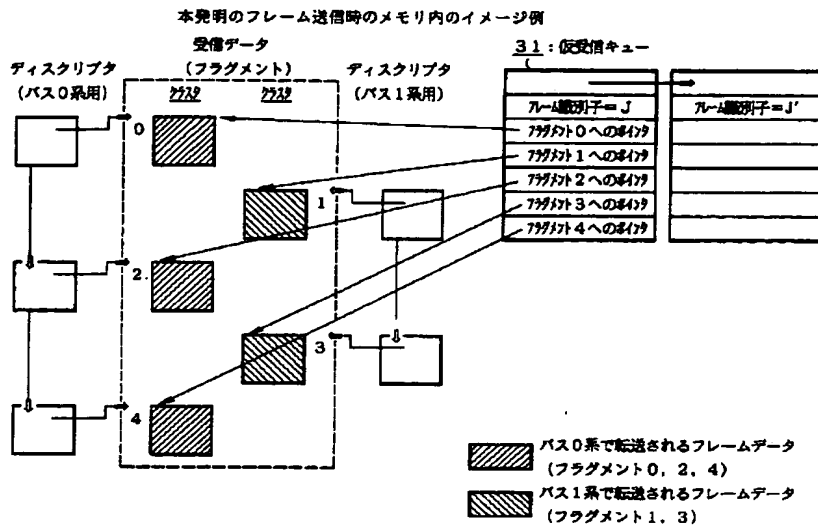 本発明のフレーム送信時のメモリ内のイメージ例
受信データ
(フラグメント)
ディスクリプタ
(バス0系用)
クラスタ
クラスタ
ディスクリプタ
(バス1系用)
31:仮受信キュー
フレーム識別子=J
フレーム識別子=J'
フラグメント0へのポインタ
フラグメント1へのポインタ
フラグメント2へのポインタ
フラグメント3へのポインタ
フラグメント4へのポインタ
0
1
2
3
4
バス0系で転送されるフレームデータ
(フラグメント0,2,4)
バス1系で転送されるフレームデータ
(フラグメント1,3)